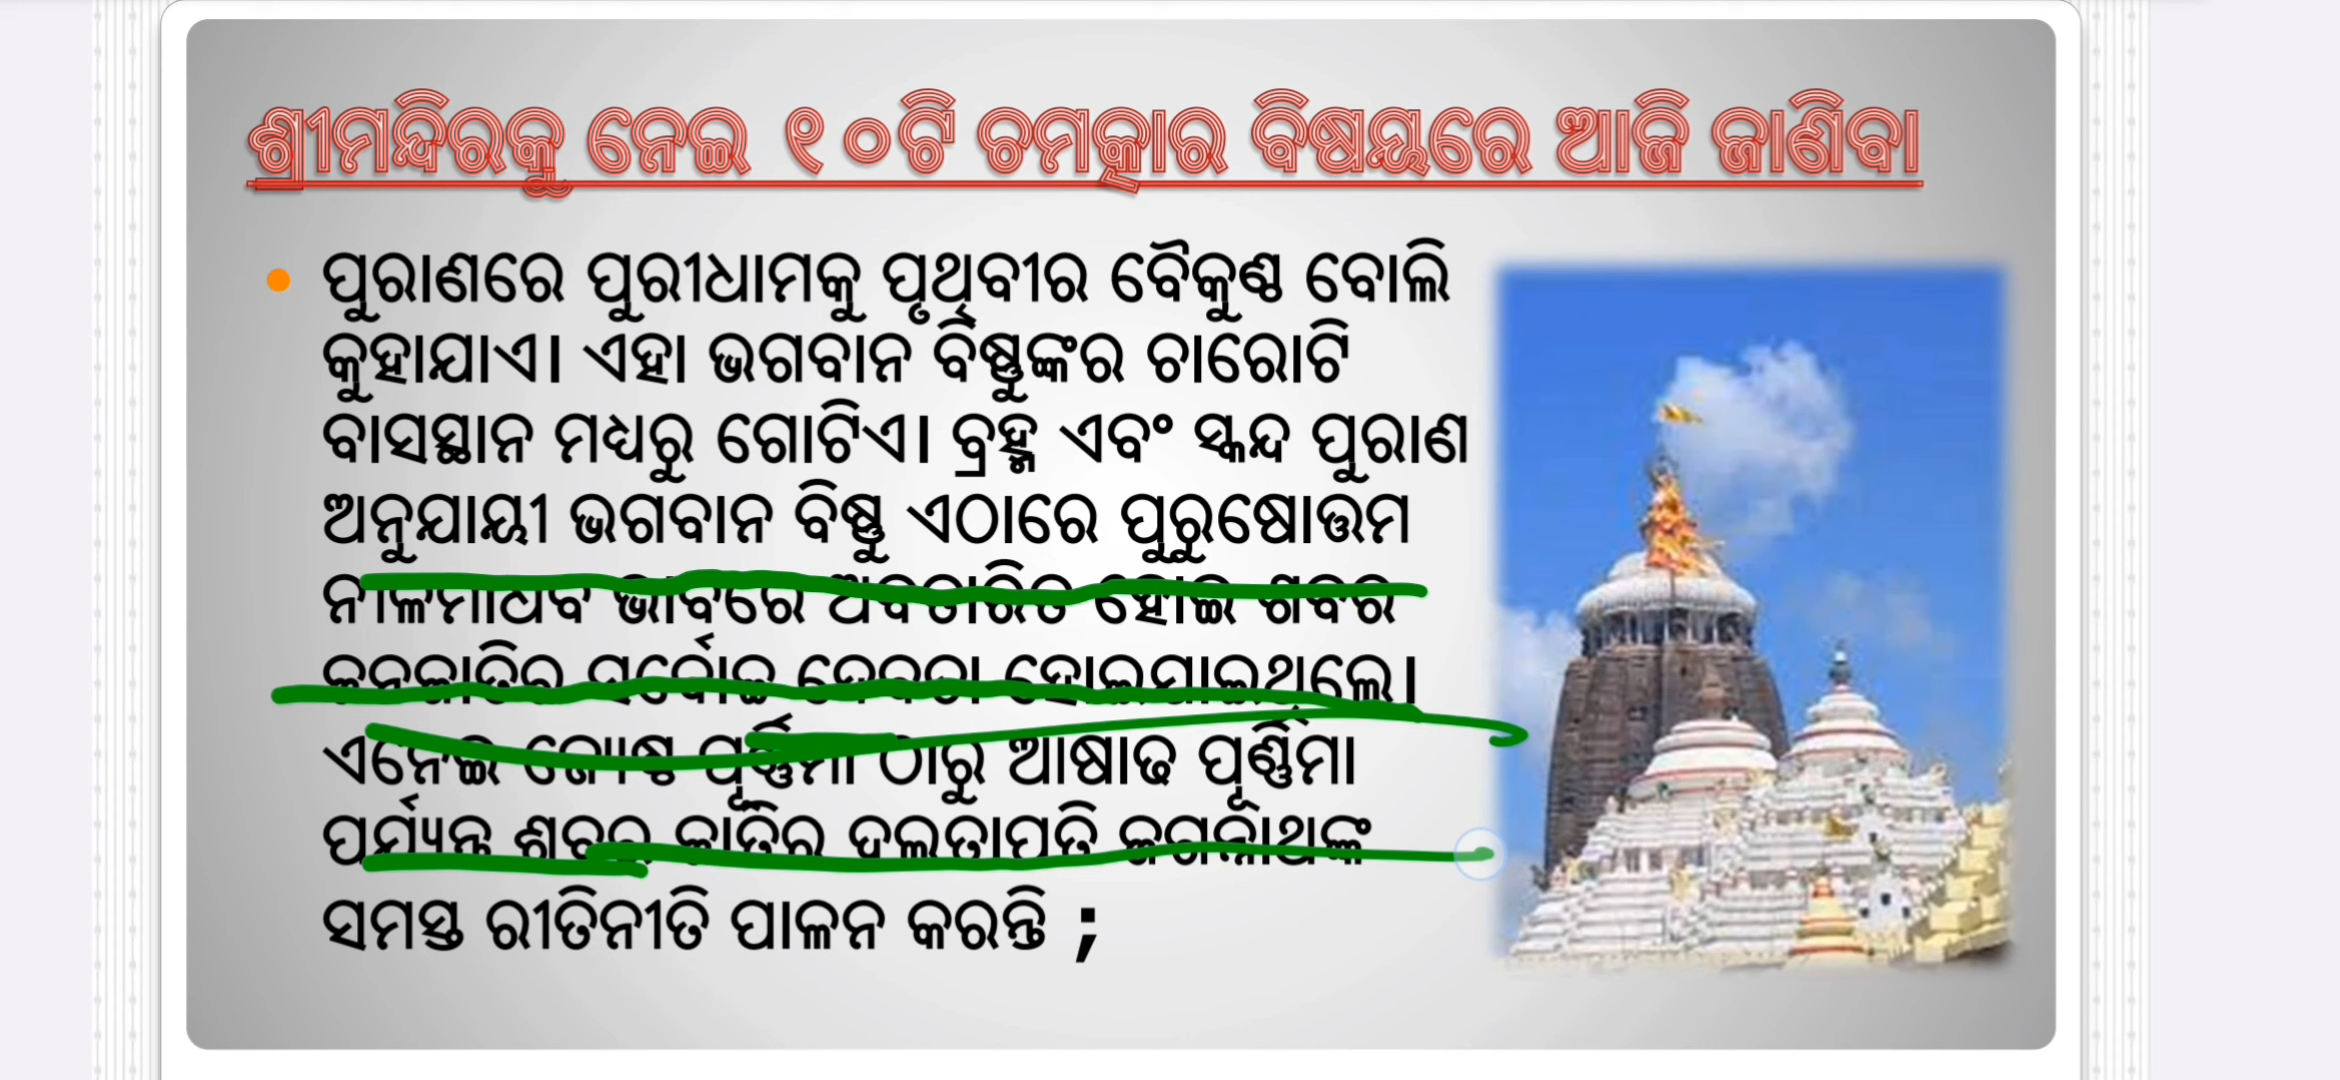 ଶ୍ରୀମନ୍ଦିରକୁ ନେଇ ୧୦ଟି ଚମତ୍କାର ବିଷୟରେ ଆଜି ଜାଣିବା
ପୁରାଣରେ ପୁରୀଧାମକୁ ପୃଥିବୀର ବୈକୁଣ୍ଠ ବୋଲି
କୁହାଯାଏ। ଏହା ଭଗବାନ ବିଷ୍ଣୁଙ୍କର ଚାରୋଟି
ବାସସ୍ଥାନ ମଧ୍ୟରୁ ଗୋଟିଏ। ବ୍ରହ୍ମ ଏବଂ ସ୍କନ୍ଦ ପୁରାଣ
ଅନୁଯାୟୀ ଭଗବାନ ବିଷ୍ଣୁ ଏଠାରେ ପୁରୁଷୋତ୍ତମ
ନୀଳମାଧବ ଭାବରେ ଅବତାରିତ ହୋଇ ଶବର
ଜନଜାତିର ସର୍ବୋଚ୍ଚ ଦେବତା ହୋଇଯାଇଥିଲେ।
ଏନେଇ ଜ୍ୟେଷ୍ଠ ପୂର୍ଣ୍ଣିମା ଠାରୁ ଆଷାଢ ପୂର୍ଣ୍ଣିମା
ପର୍ଯ୍ୟନ୍ତ ଶବର ଜାତିର ଦଇତାପତି ଜଗନ୍ନାଥଙ୍କ
ସମସ୍ତ ରୀତିନୀତି ପାଳନ କରନ୍ତି ;